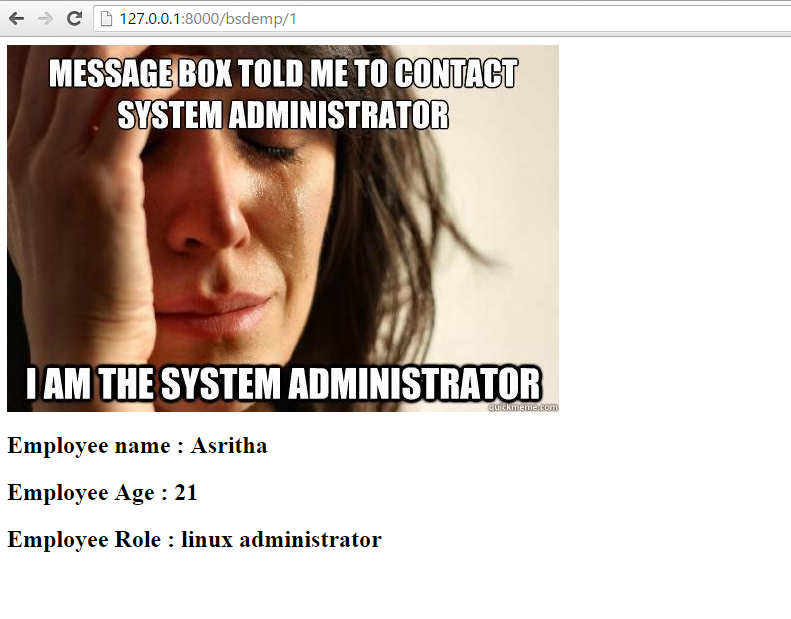 127.0.0.1:8000/bsdemp/1
MESSAGE BOX TOLD ME TO CONTACT
SYSTEM ADMINISTRATOR
I AM THE SYSTEM ADMINISTRATOR
quickmeme.com
Employee name : Asritha
Employee Age : 21
Employee Role : linux administrator